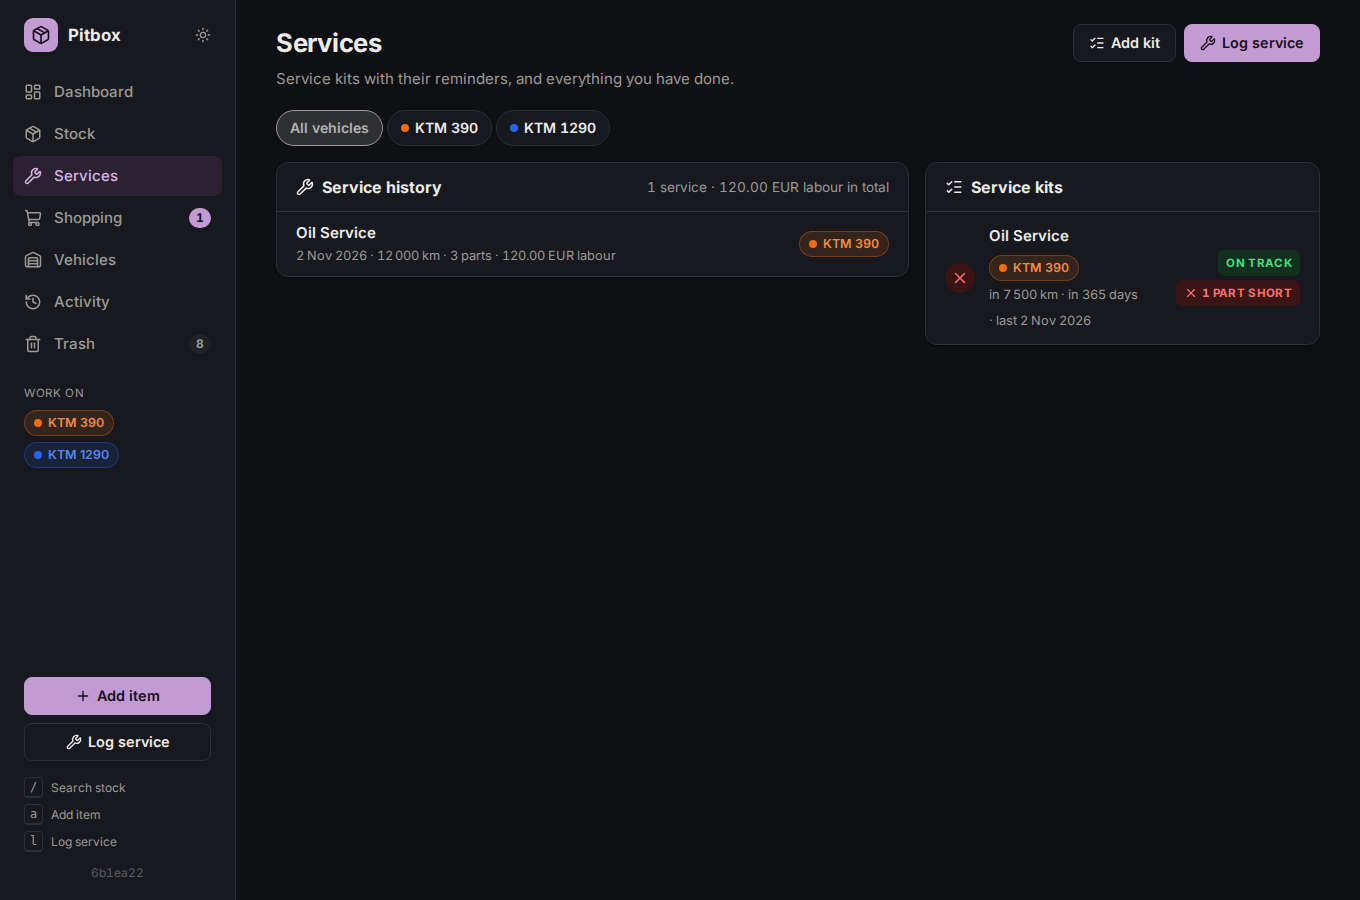 Pitbox
Dashboard
Stock
Services
Shopping 1
Vehicles
Activity
Trash 8
WORK ON
KTM 390
KTM 1290
+ Add item
Log service
/ Search stock
a Add item
l Log service
6b1ea22
Services
Service kits with their reminders, and everything you have done.
Add kit
Log service
All vehicles
KTM 390
KTM 1290
Service history
1 service · 120.00 EUR labour in total
Oil Service
2 Nov 2026 · 12 000 km · 3 parts · 120.00 EUR labour
KTM 390
Service kits
Oil Service
KTM 390
in 7 500 km · in 365 days
· last 2 Nov 2026
ON TRACK
1 PART SHORT